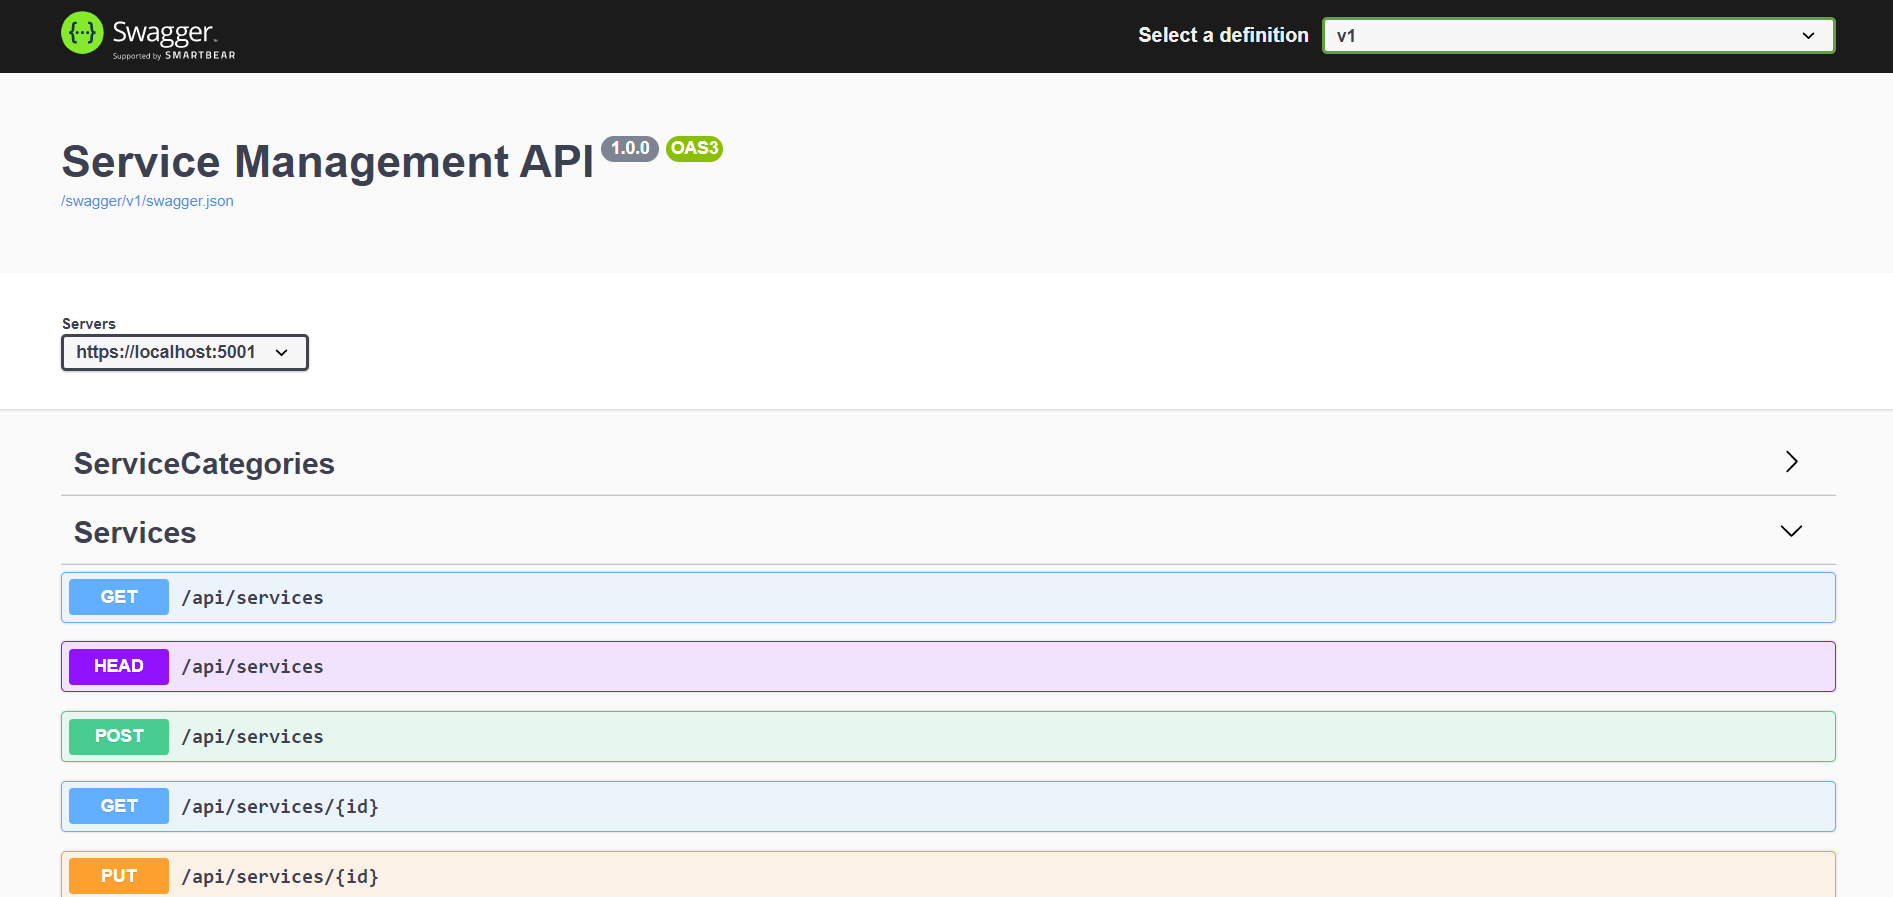 {···} Swagger™
Supported by SMARTBEAR
Select a definition
v1
Service Management API 1.0.0 OAS3
/swagger/v1/swagger.json
Servers
https://localhost:5001
ServiceCategories
Services
GET /api/services
HEAD /api/services
POST /api/services
GET /api/services/{id}
PUT /api/services/{id}